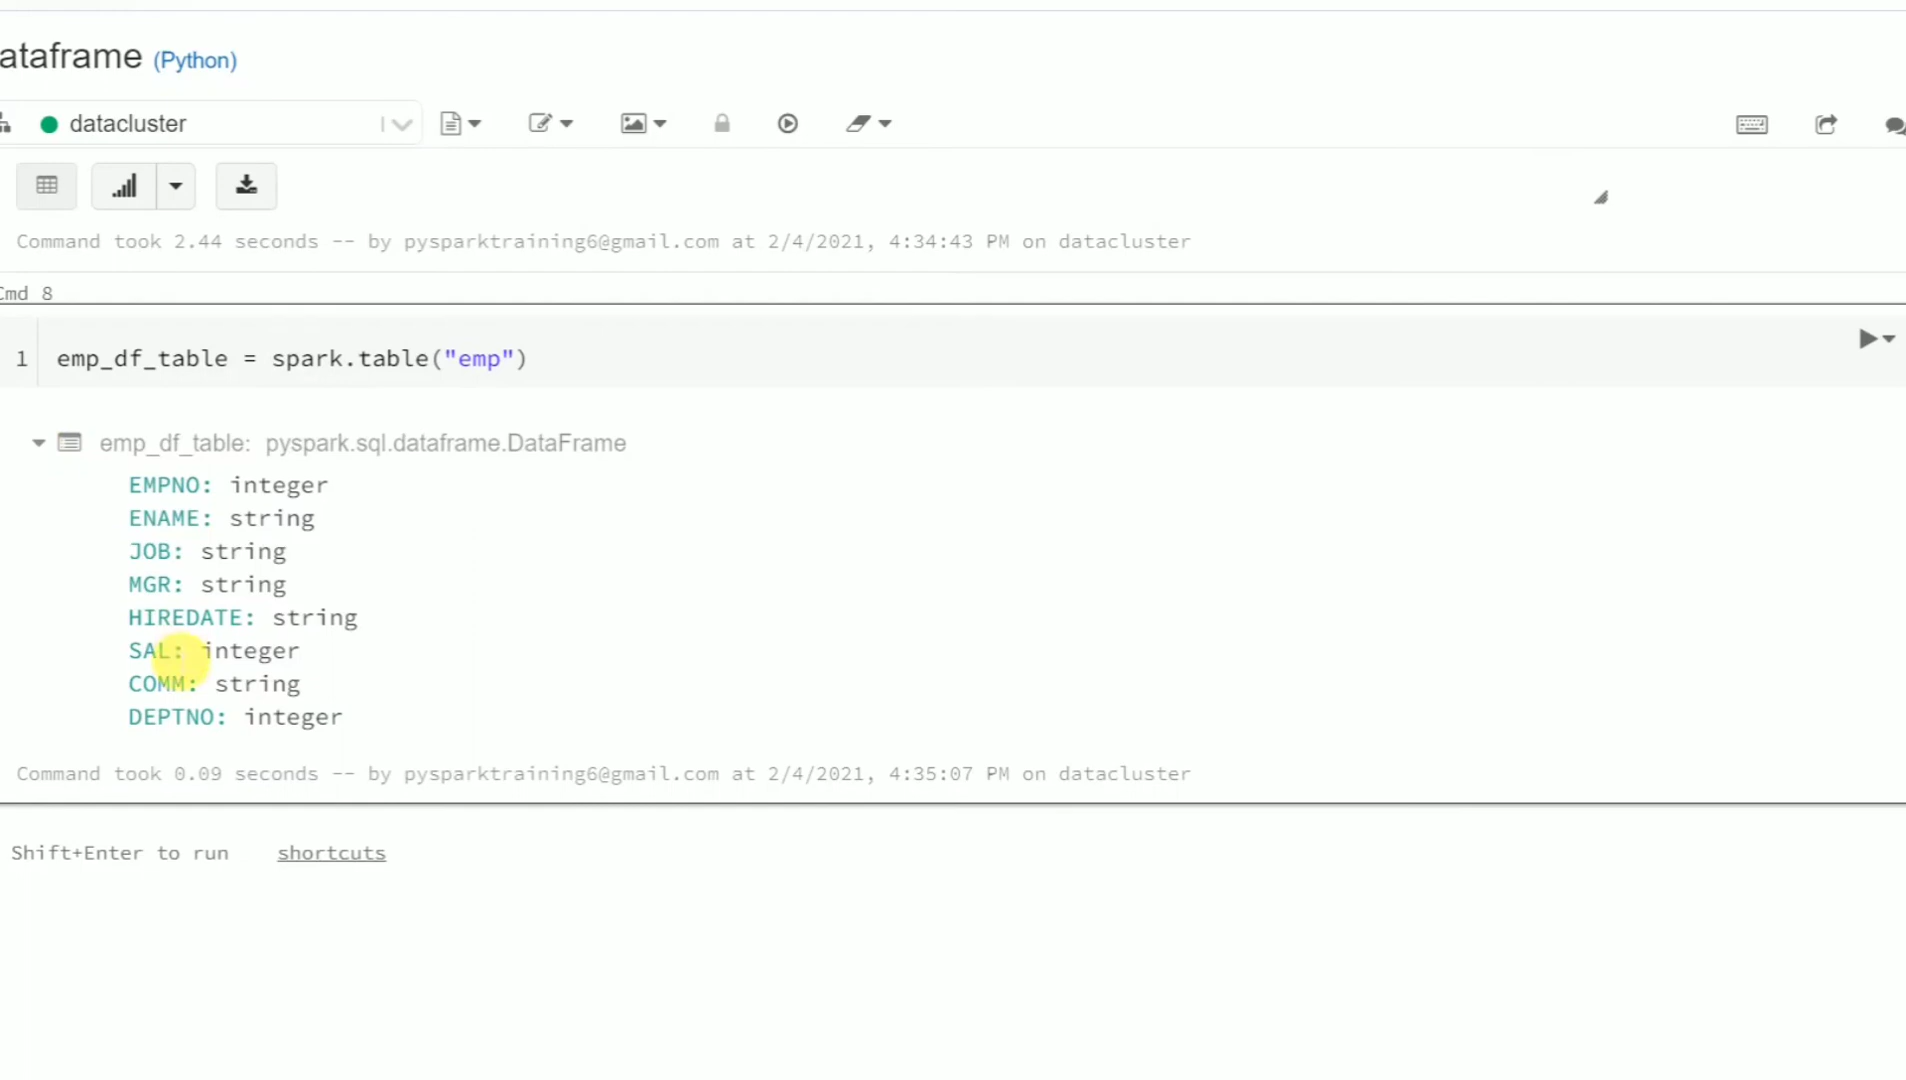 ataframe (Python)
datacluster
Command took 2.44 seconds -- by pysparktraining6@gmail.com at 2/4/2021, 4:34:43 PM on datacluster
Cmd 8
1 emp_df_table = spark.table("emp")
emp_df_table: pyspark.sql.dataframe.DataFrame
EMPNO: integer
ENAME: string
JOB: string
MGR: string
HIREDATE: string
SAL: integer
COMM: string
DEPTNO: integer
Command took 0.09 seconds -- by pysparktraining6@gmail.com at 2/4/2021, 4:35:07 PM on datacluster
Shift+Enter to run shortcuts